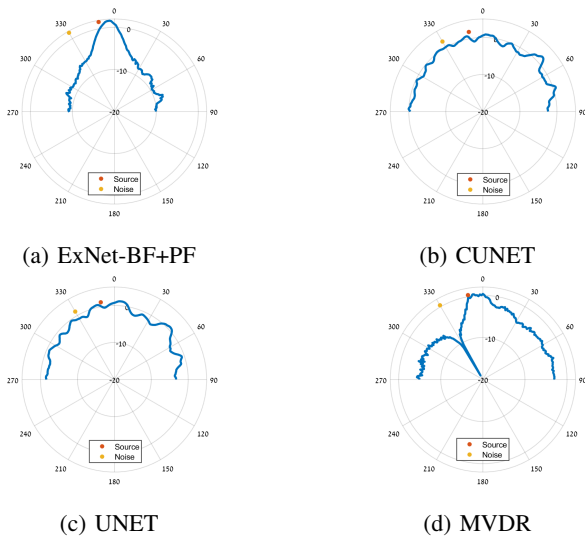 0
330 30
0
300 60
-10
270 -20 90
240 120
Source
Noise
210 150
180
(a) ExNet-BF+PF
0
330 30
0
300 60
-10
270 -20 90
240 120
Source
Noise
210 150
180
(b) CUNET
0
330 30
0
300 60
-10
270 -20 90
240 120
Source
Noise
210 150
180
(c) UNET
0
330 30
0
300 60
-10
270 -20 90
240 120
Source
Noise
210 150
180
(d) MVDR